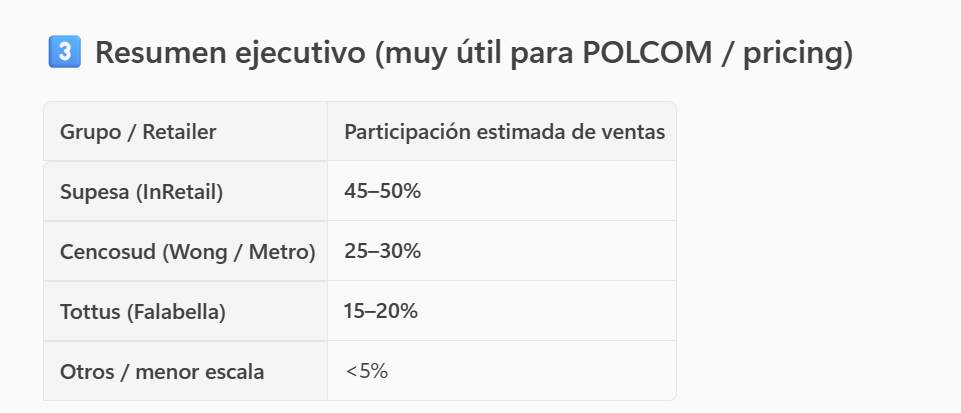 3 Resumen ejecutivo (muy útil para POLCOM / pricing)
Grupo / Retailer Participación estimada de ventas
Supesa (InRetail) 45–50%
Cencosud (Wong / Metro) 25–30%
Tottus (Falabella) 15–20%
Otros / menor escala <5%